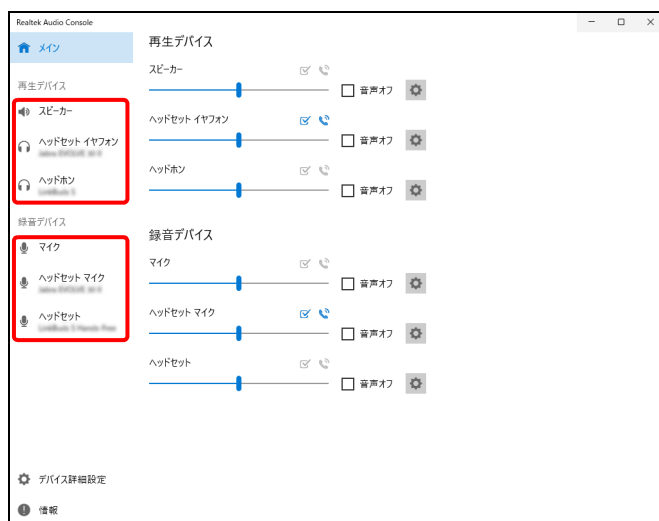 Realtek Audio Console
メイン
再生デバイス
スピーカー
ヘッドセット イヤフォン
ヘッドホン
録音デバイス
マイク
ヘッドセット マイク
ヘッドセット
デバイス詳細設定
情報
再生デバイス
スピーカー
音声オフ
ヘッドセット イヤフォン
音声オフ
ヘッドホン
音声オフ
録音デバイス
マイク
音声オフ
ヘッドセット マイク
音声オフ
ヘッドセット
音声オフ